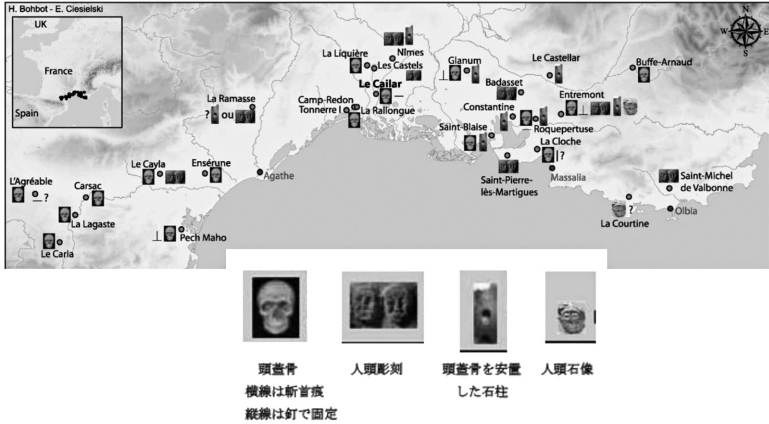 H. Bohbot - E. Ciesielski
UK
France
Spain
N
W
E
S
La Liquière
Nîmes
Les Castels
Le Cailar
Glanum
Le Castellar
Buffe-Arnaud
Badasset
Entremont
La Ramasse
? ou
Camp-Redon
Tonnerre I
La Rallongue
Constantine
Roquepertuse
Saint-Blaise
La Cloche
?
Le Cayla
Ensérune
Agathe
Saint-Pierre-
lès-Martigues
Massalia
Saint-Michel
de Valbonne
L'Agréable
?
Carsac
La Lagaste
Le Carla
Pech Maho
?
La Courtine
Olbia
頭蓋骨
横線は斬首痕
縦線は釘で固定
人頭彫刻
頭蓋骨を安置
した石柱
人頭石像